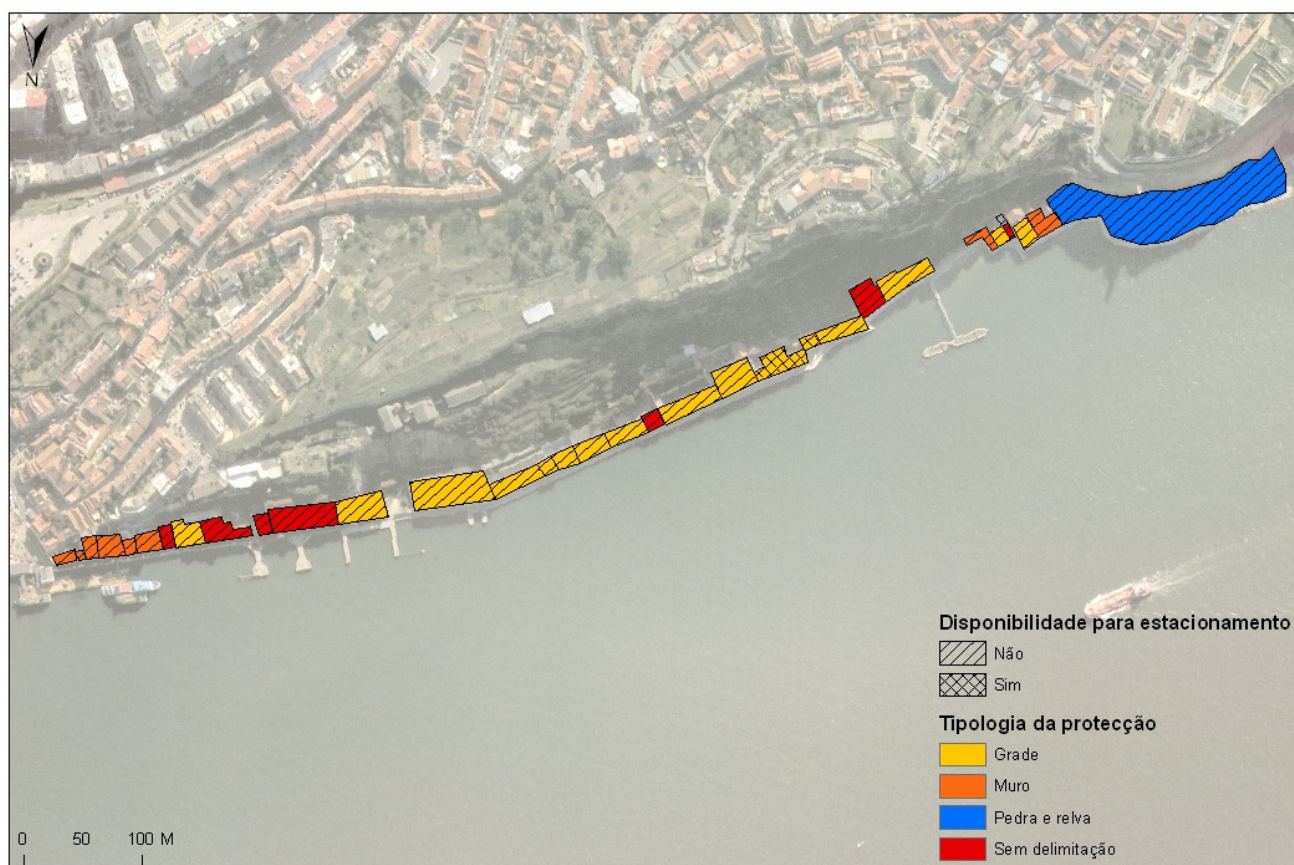 N
Disponibilidade para estacionamento
Não
Sim
Tipologia da protecção
Grade
Muro
Pedra e relva
Sem delimitação
0 50 100 M